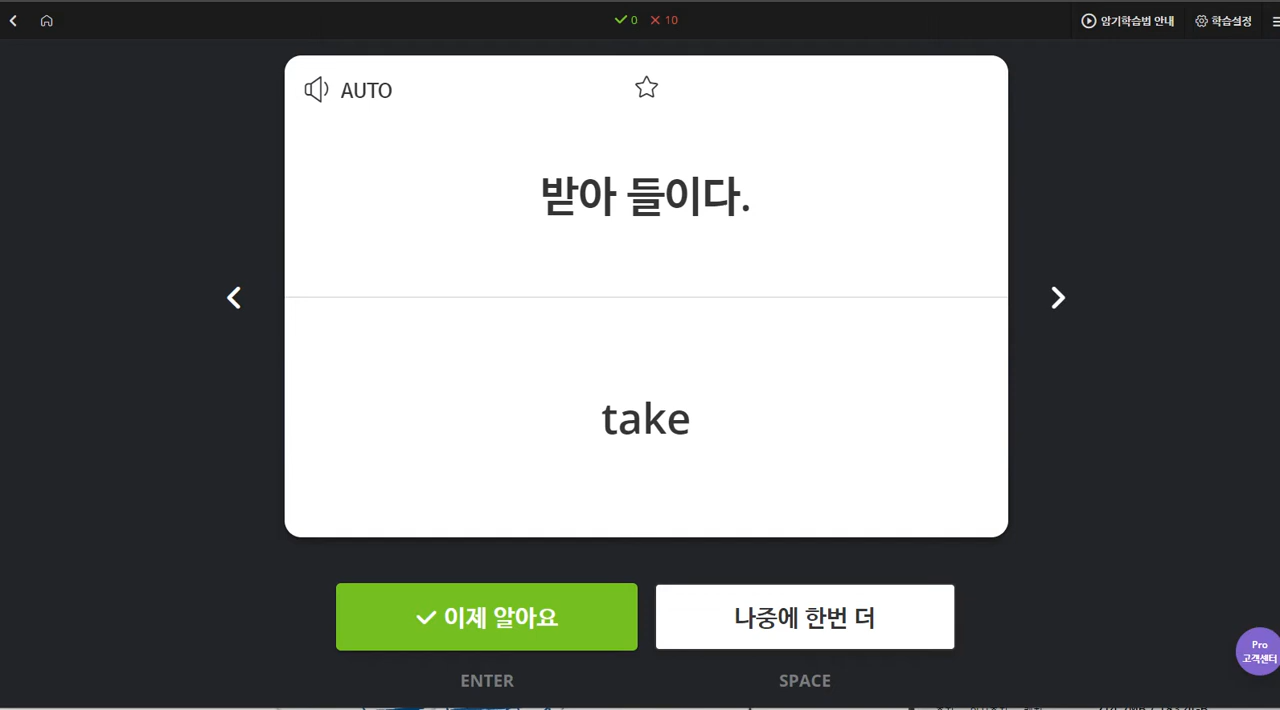 0 10
암기학습법 안내 학습설정
AUTO
받아 들이다.
take
이제 알아요 나중에 한번 더
ENTER SPACE
Pro
고객센터